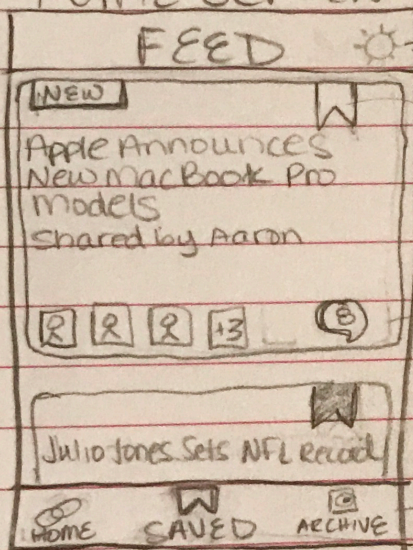 FEED
NEW
Apple Announces
New MacBook Pro
Models
Shared by Aaron
+3
8
Julio Jones Sets NFL Record
HOME SAVED ARCHIVE